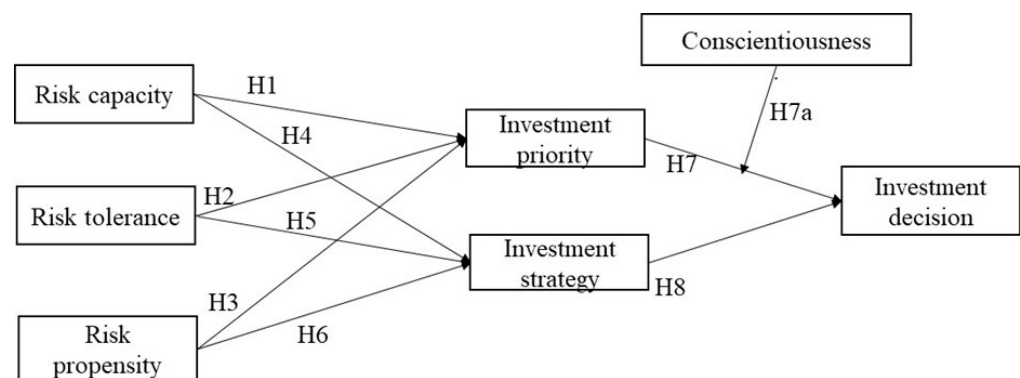 Conscientiousness
Risk capacity
H1
H7a
Investment
priority
H4
H7
Investment
decision
Risk tolerance
H2
H5
Investment
strategy
H8
H3
H6
Risk
propensity